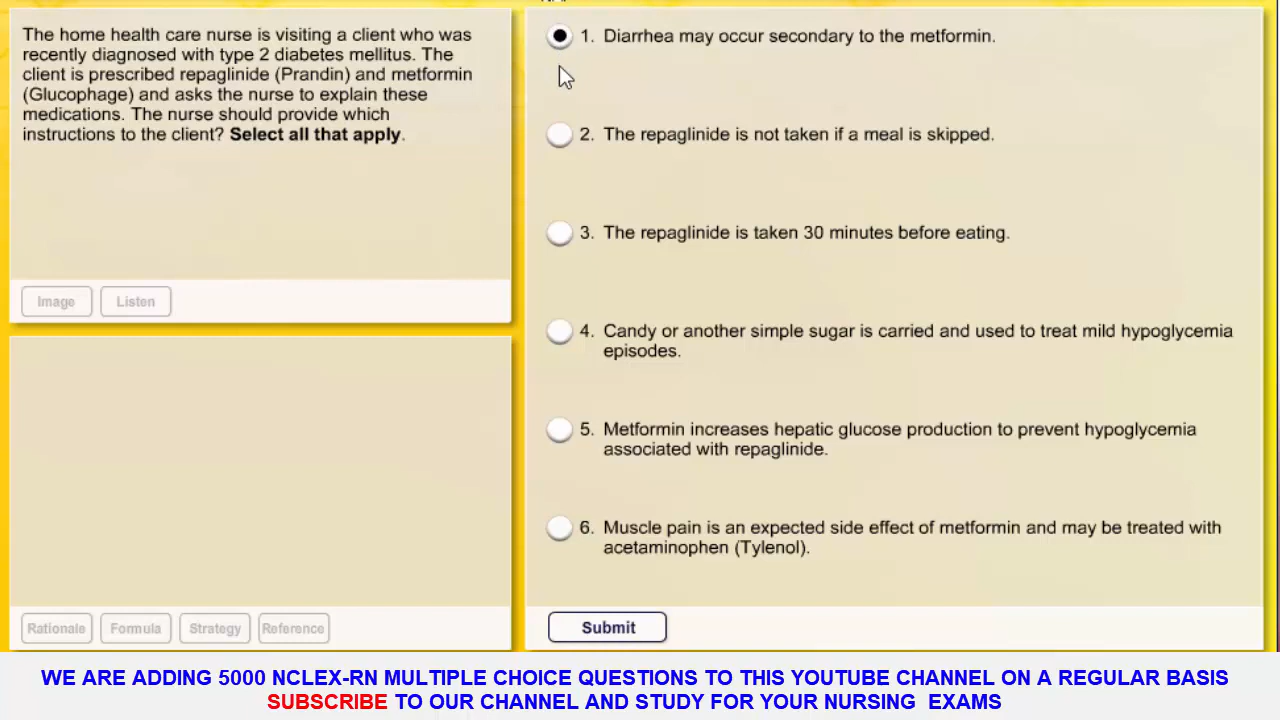 The home health care nurse is visiting a client who was
recently diagnosed with type 2 diabetes mellitus. The
client is prescribed repaglinide (Prandin) and metformin
(Glucophage) and asks the nurse to explain these
medications. The nurse should provide which
instructions to the client? Select all that apply.
Image
Listen
Rationale
Formula
Strategy
Reference
1. Diarrhea may occur secondary to the metformin.
2. The repaglinide is not taken if a meal is skipped.
3. The repaglinide is taken 30 minutes before eating.
4. Candy or another simple sugar is carried and used to treat mild hypoglycemia
episodes.
5. Metformin increases hepatic glucose production to prevent hypoglycemia
associated with repaglinide.
6. Muscle pain is an expected side effect of metformin and may be treated with
acetaminophen (Tylenol).
Submit
WE ARE ADDING 5000 NCLEX-RN MULTIPLE CHOICE QUESTIONS TO THIS YOUTUBE CHANNEL ON A REGULAR BASIS
SUBSCRIBE TO OUR CHANNEL AND STUDY FOR YOUR NURSING EXAMS